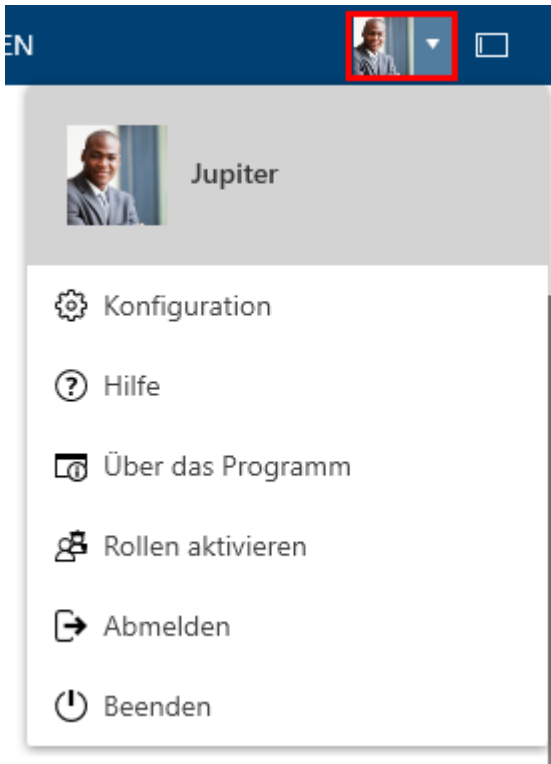 EN
Jupiter
Konfiguration
Hilfe
Über das Programm
Rollen aktivieren
Abmelden
Beenden